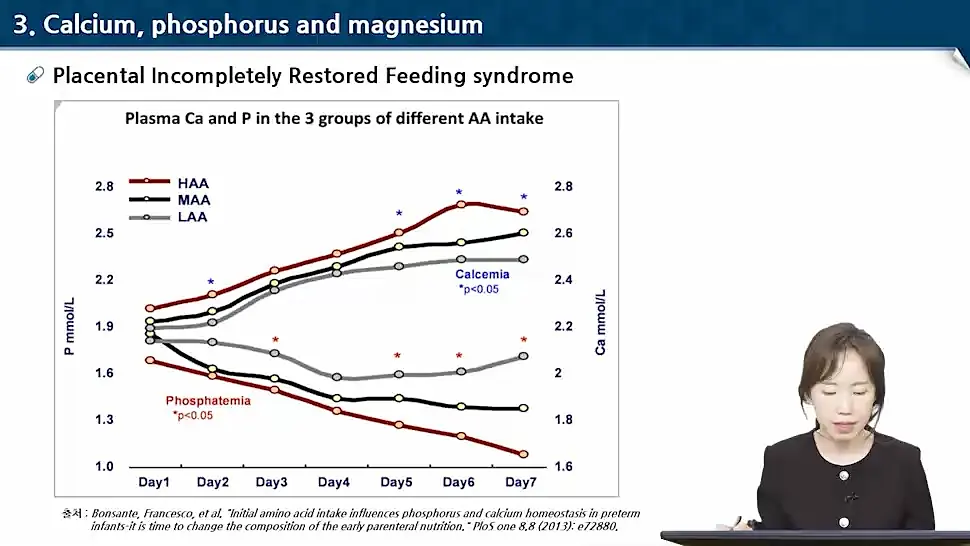 3. Calcium, phosphorus and magnesium
Placental Incompletely Restored Feeding syndrome
Plasma Ca and P in the 3 groups of different AA intake
HAA
MAA
LAA
2.8
2.5
2.2
1.9
1.6
1.3
1.0
P mmol/L
2.8
2.6
2.4
2.2
2
1.8
1.6
Ca mmol/L
*
*
*
*
Calcemia
*p<0.05
*
*
*
*
Phosphatemia
*p<0.05
Day1 Day2 Day3 Day4 Day5 Day6 Day7
출처 : Bonsante, Francesco, et al. "Initial amino acid intake influences phosphorus and calcium homeostasis in preterm
infants-it is time to change the composition of the early parenteral nutrition." PloS one 8.8 (2013): e72880.